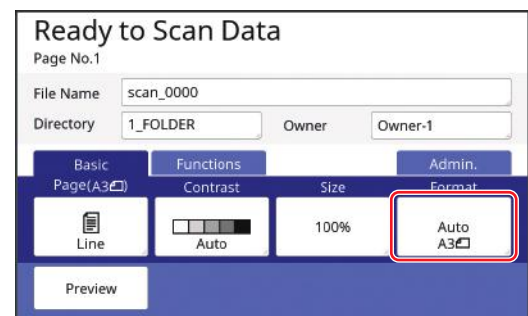 Ready to Scan Data
Page No.1
File Name scan_0000
Directory 1_FOLDER Owner Owner-1
Basic Functions Admin.
Page(A3) Contrast Size Format
Line Auto 100% Auto
A3
Preview